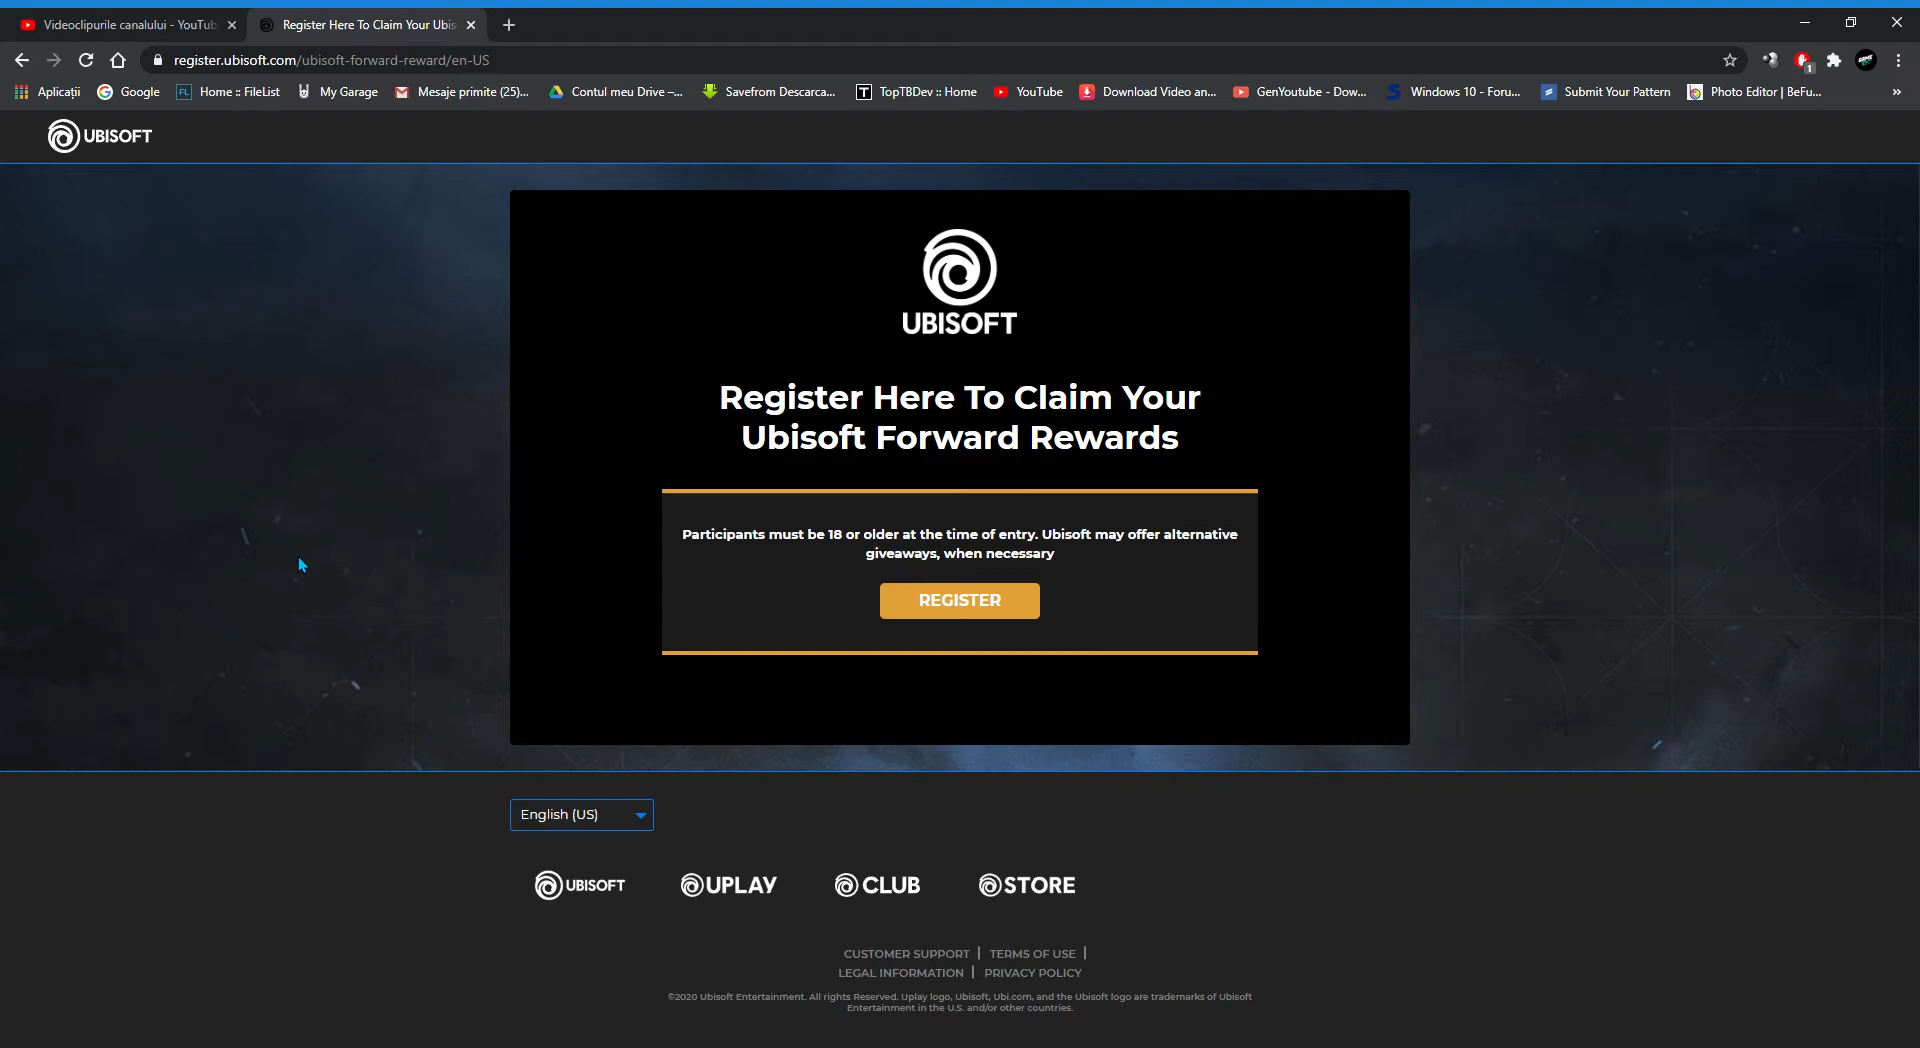 Videoclipurile canalului - YouTub
Register Here To Claim Your Ubis
register.ubisoft.com/ubisoft-forward-reward/en-US
1
Aplicații
Google
FL
Home :: FileList
My Garage
Mesaje primite (25)...
Contul meu Drive –...
Savefrom Descarca...
T
TopTBDev :: Home
YouTube
Download Video an...
GenYoutube - Dow...
S
Windows 10 - Foru...
Submit Your Pattern
Photo Editor | BeFu...
»
UBISOFT
UBISOFT
Register Here To Claim Your
Ubisoft Forward Rewards
Participants must be 18 or older at the time of entry. Ubisoft may offer alternative
giveaways, when necessary
REGISTER
English (US)
UBISOFT
UPLAY
CLUB
STORE
CUSTOMER SUPPORT | TERMS OF USE |
LEGAL INFORMATION | PRIVACY POLICY
©2020 Ubisoft Entertainment. All rights Reserved. Uplay logo, Ubisoft, Ubi.com, and the Ubisoft logo are trademarks of Ubisoft
Entertainment in the U.S. and/or other countries.